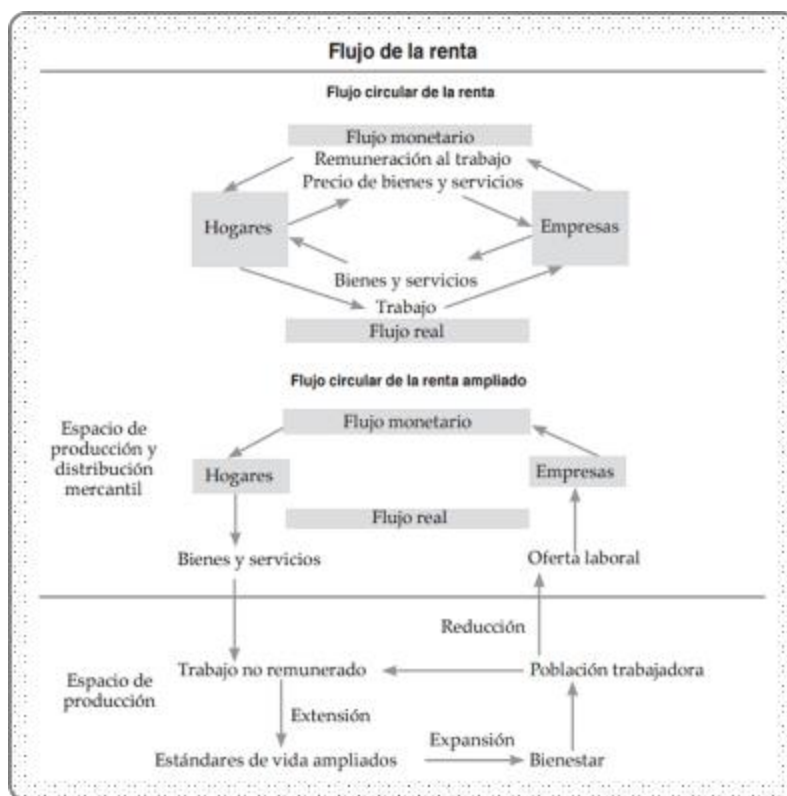 Flujo de la renta
Flujo circular de la renta
Flujo monetario
Remuneración al trabajo
Precio de bienes y servicios
Hogares
Empresas
Bienes y servicios
Trabajo
Flujo real
Flujo circular de la renta ampliado
Flujo monetario
Espacio de
producción y
distribución
mercantil
Hogares
Empresas
Flujo real
Bienes y servicios
Oferta laboral
Reducción
Espacio de
producción
Trabajo no remunerado
Población trabajadora
Extensión
Expansión
Estándares de vida ampliados
Bienestar